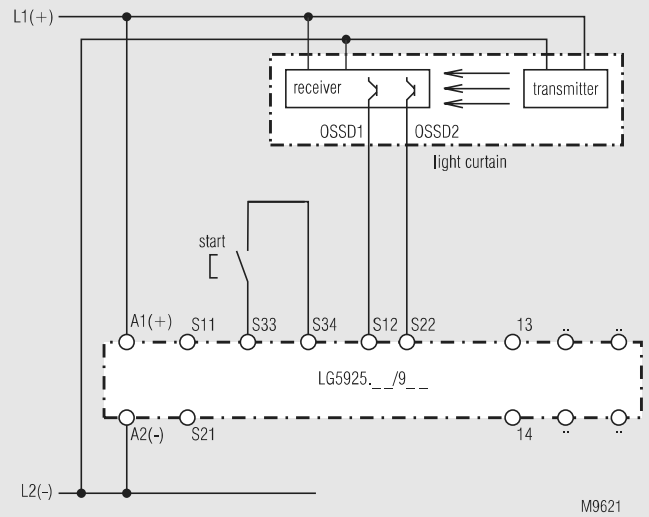 L1(+)
receiver
transmitter
OSSD1
OSSD2
light curtain
start
A1(+)
S11
S33
S34
S12
S22
13
..
..
LG5925._ _/9_ _
A2(-)
S21
14
..
..
L2(-)
M9621